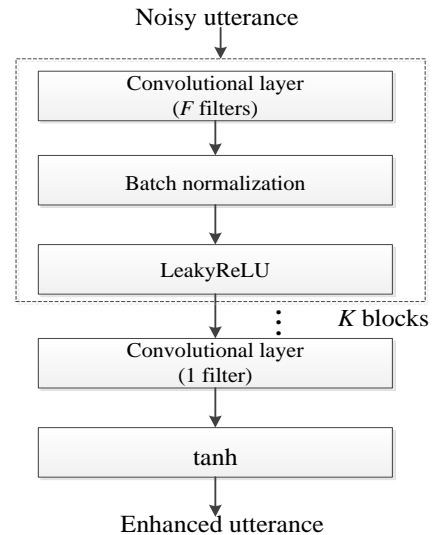 Noisy utterance
Convolutional layer
(F filters)
Batch normalization
LeakyReLU
K blocks
Convolutional layer
(1 filter)
tanh
Enhanced utterance